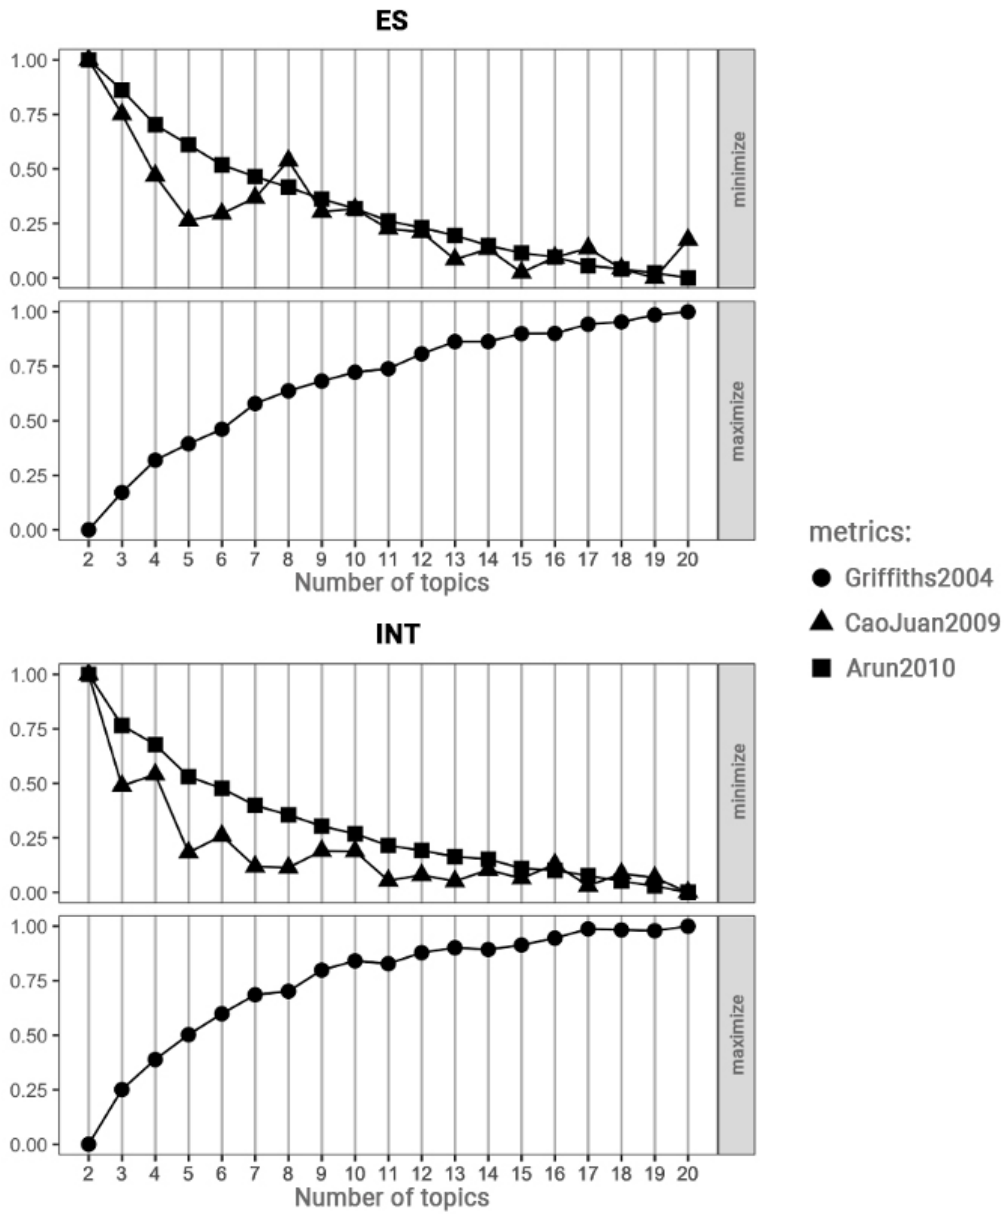 ES
1.00
0.75
0.50
0.25
0.00
minimize
1.00
0.75
0.50
0.25
0.00
maximize
2 3 4 5 6 7 8 9 10 11 12 13 14 15 16 17 18 19 20
Number of topics
metrics:
Griffiths2004
CaoJuan2009
Arun2010
INT
1.00
0.75
0.50
0.25
0.00
minimize
1.00
0.75
0.50
0.25
0.00
maximize
2 3 4 5 6 7 8 9 10 11 12 13 14 15 16 17 18 19 20
Number of topics